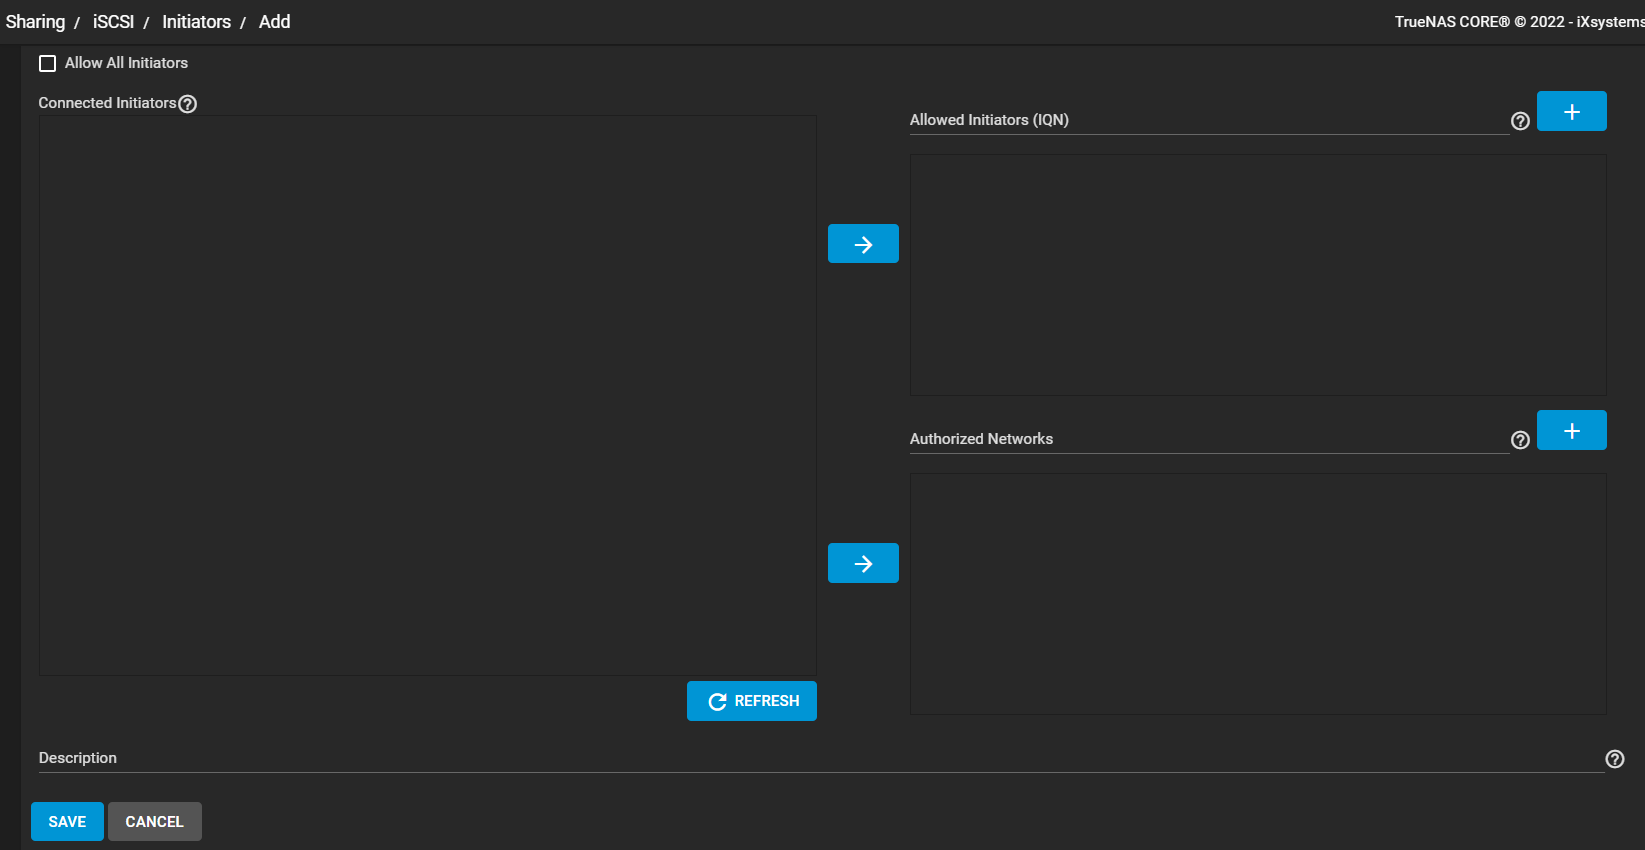 Sharing / iSCSI / Initiators / Add
TrueNAS CORE® © 2022 - iXsystems
Allow All Initiators
Connected Initiators
Allowed Initiators (IQN)
Authorized Networks
REFRESH
Description
SAVE CANCEL